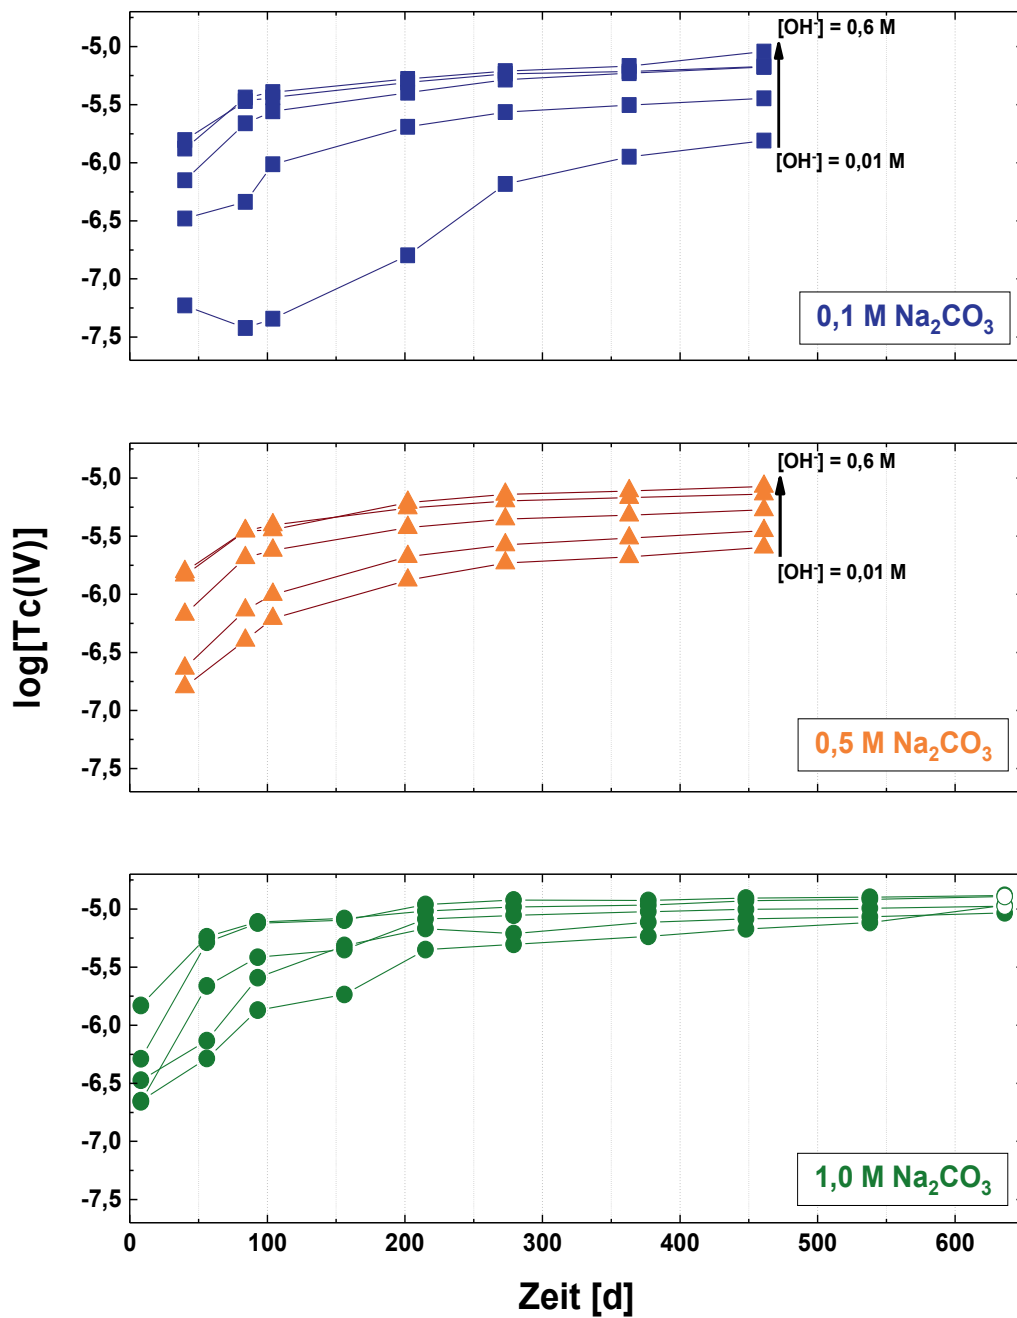 -5,0
-5,5
-6,0
-6,5
-7,0
-7,5
[OH⁻] = 0,6 M
[OH⁻] = 0,01 M
0,1 M Na₂CO₃
log[Tc(IV)]
-5,0
-5,5
-6,0
-6,5
-7,0
-7,5
[OH⁻] = 0,6 M
[OH⁻] = 0,01 M
0,5 M Na₂CO₃
-5,0
-5,5
-6,0
-6,5
-7,0
-7,5
1,0 M Na₂CO₃
0 100 200 300 400 500 600
Zeit [d]